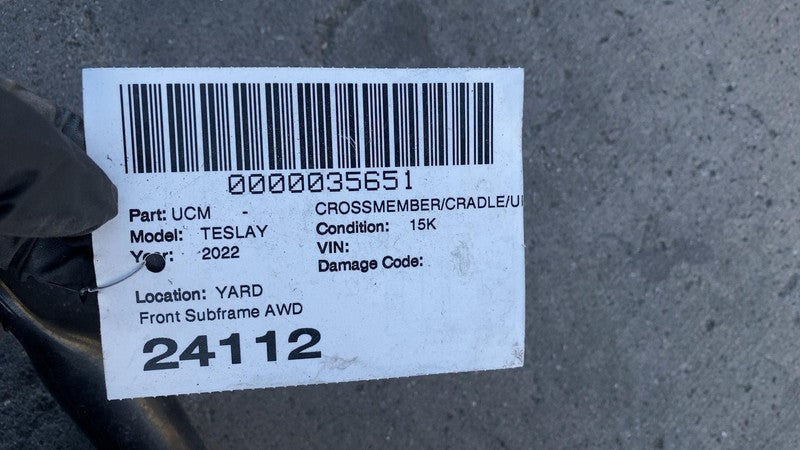 0000035651
Part: UCM - CROSSMEMBER/CRADLE/U
Model: TESLAY Condition: 15K
Year: 2022 VIN:
Damage Code:
Location: YARD
Front Subframe AWD
24112